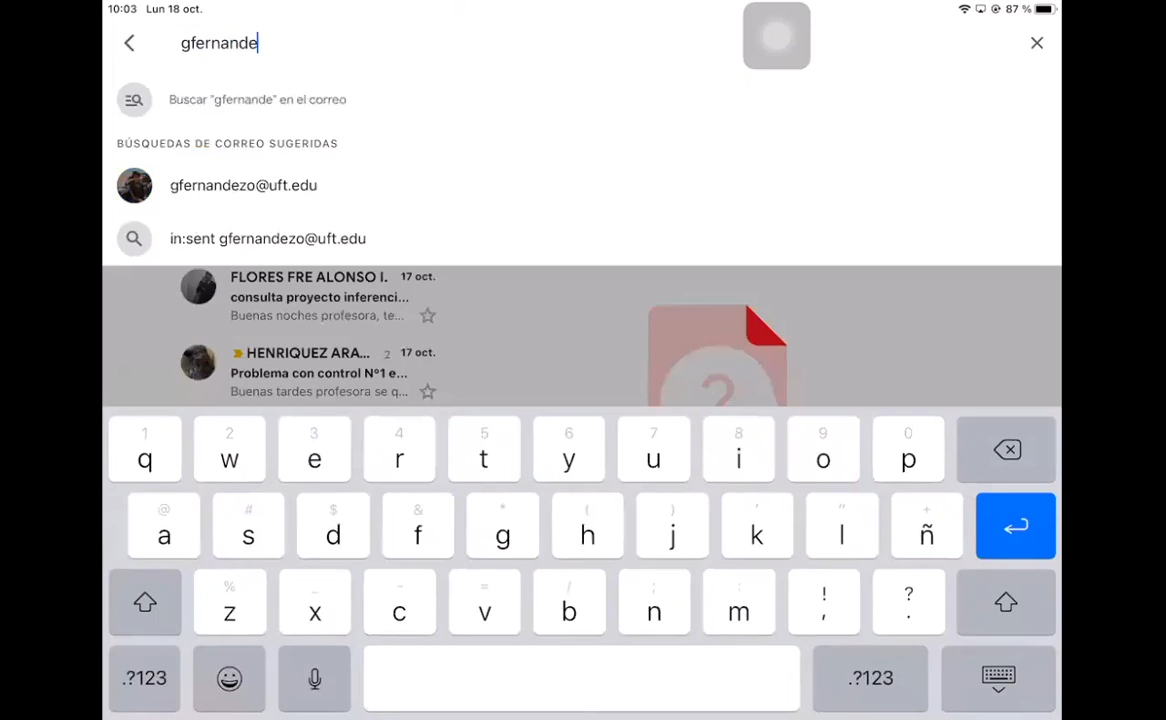 10:03 Lun 18 oct. 87 %
gfernande
Buscar "gfernande" en el correo
BÚSQUEDAS DE CORREO SUGERIDAS
gfernandezo@uft.edu
in:sent gfernandezo@uft.edu
FLORES FRE ALONSO I. 17 oct.
consulta proyecto inferenci...
Buenas noches profesora, te...
HENRIQUEZ ARA... 2 17 oct.
Problema con control Nº1 e...
Buenas tardes profesora se q...
?
1 2 3 4 5 6 7 8 9 0
q w e r t y u i o p
@ # $ & * ( ) ' " +
a s d f g h j k l ñ
% _ - = / ; : ! ?
z x c v b n m , .
.?123 .?123